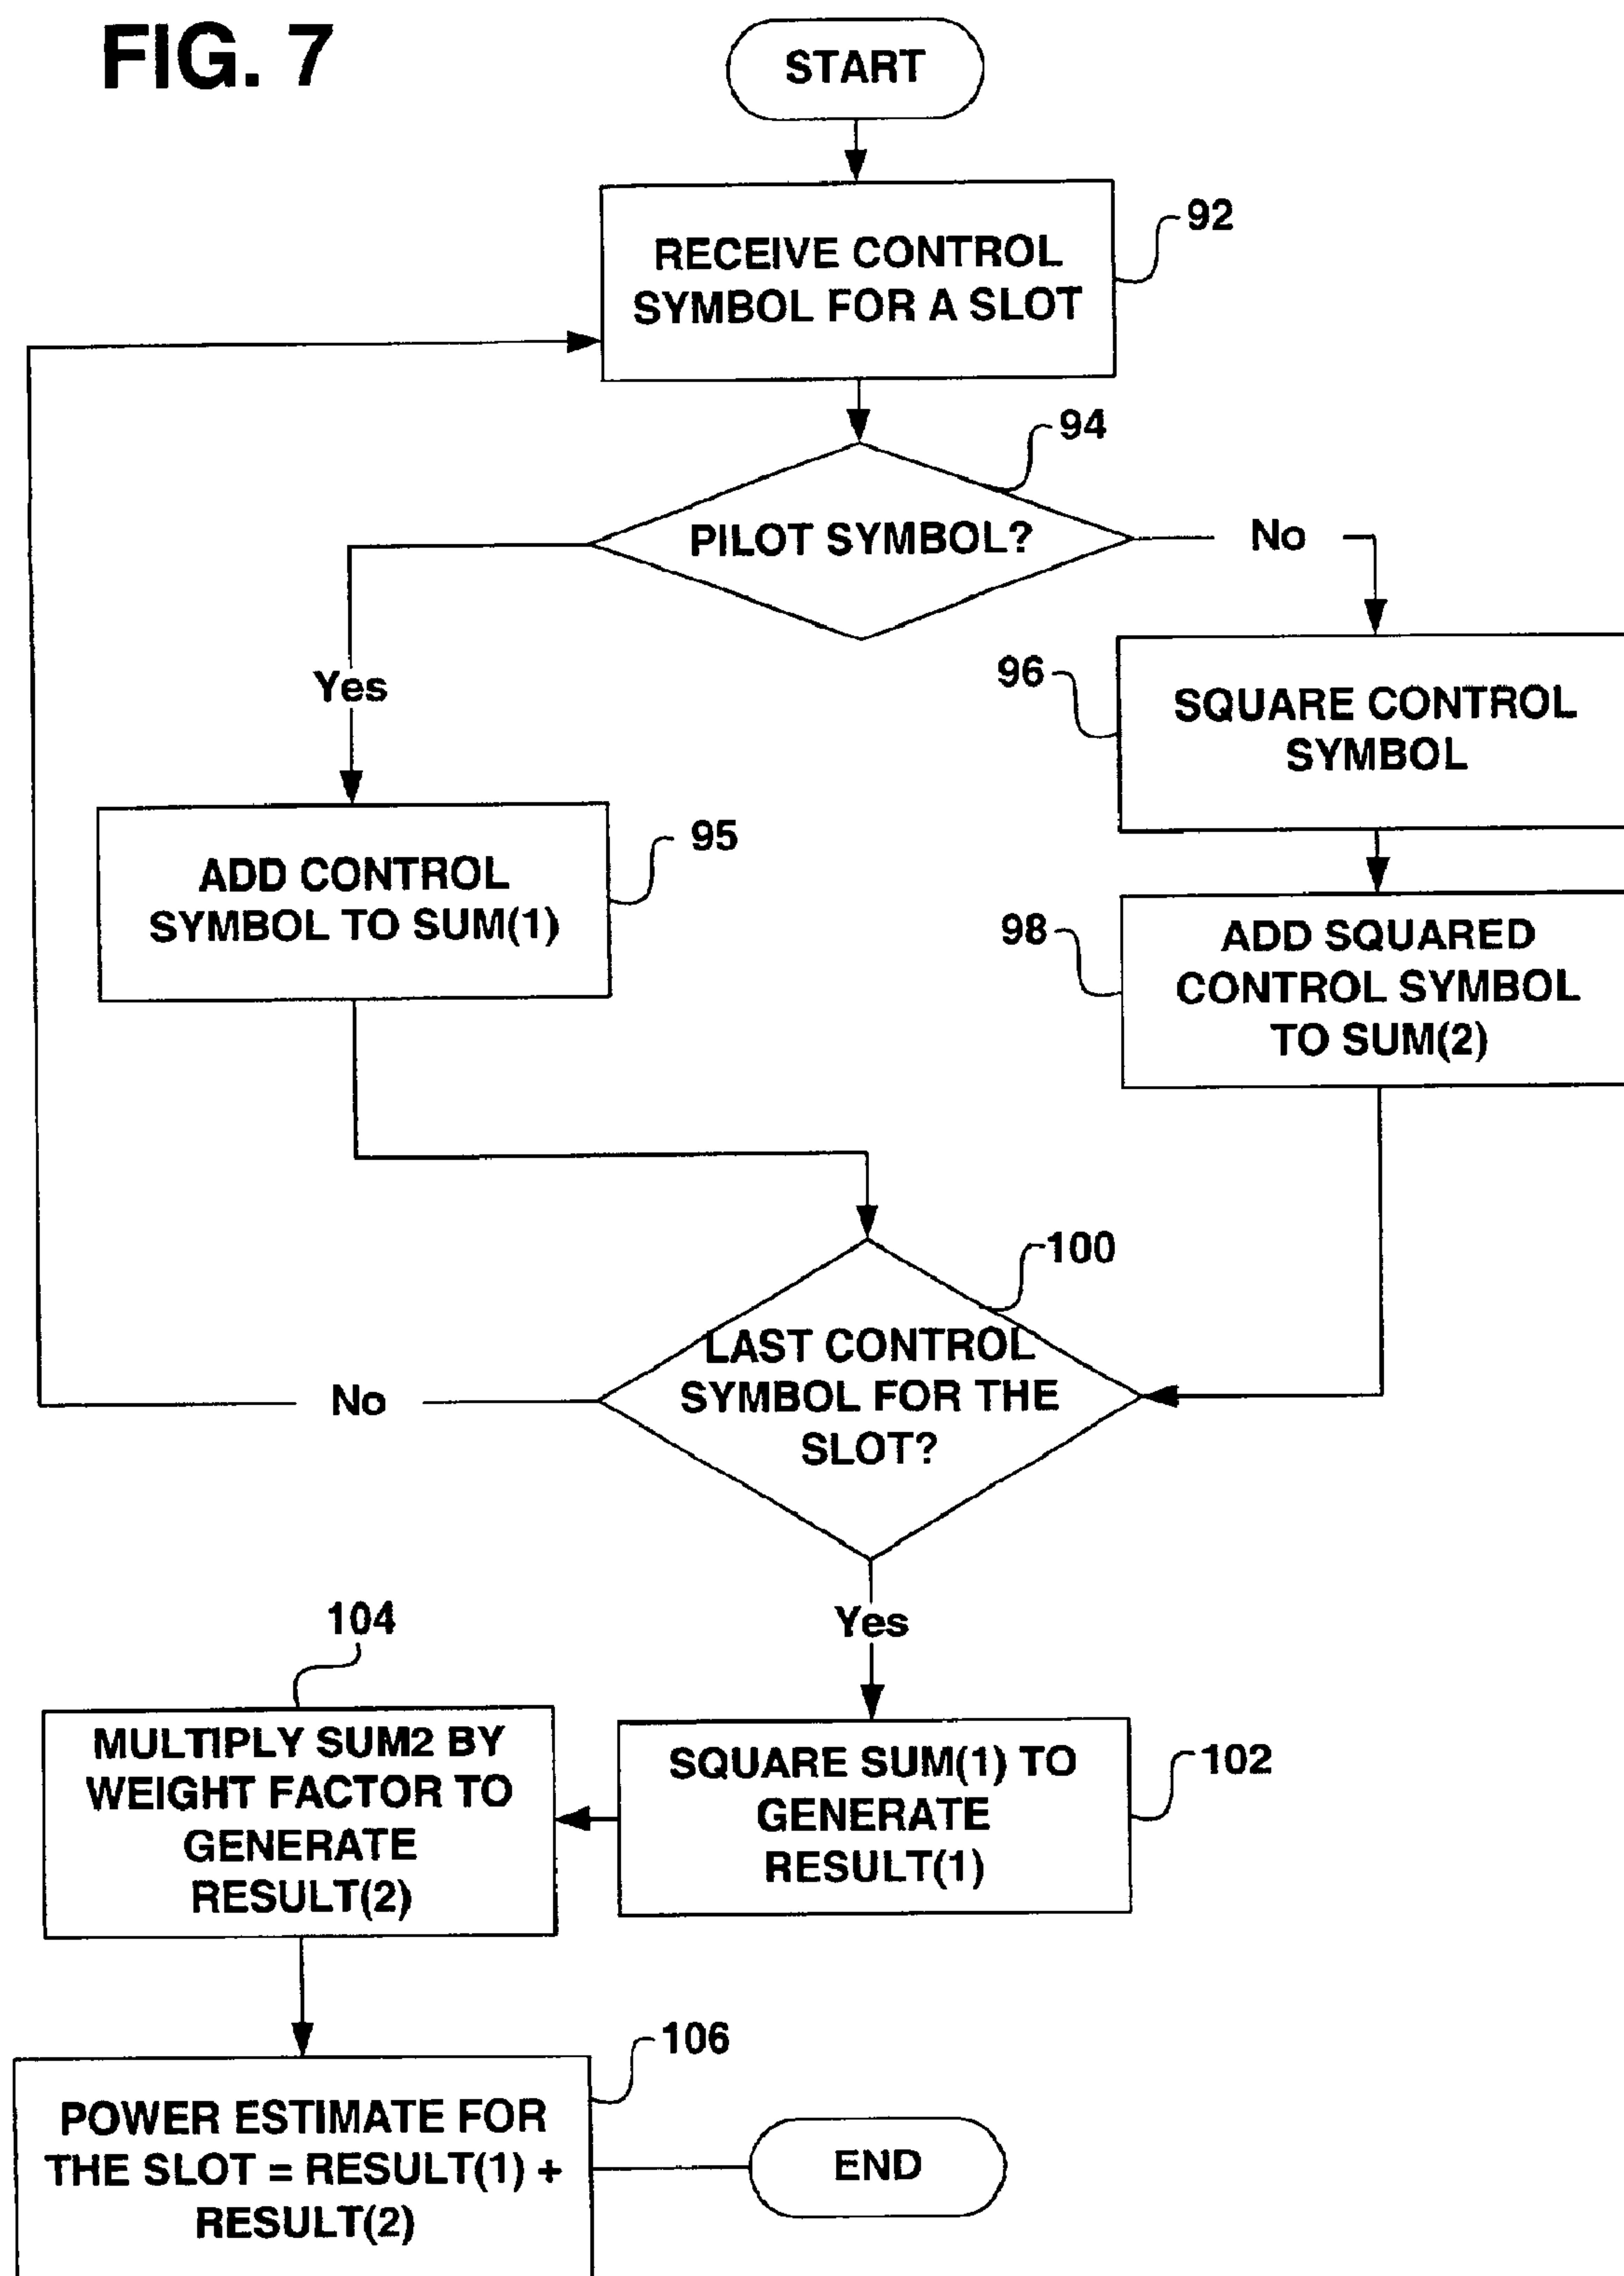 FIG. 7
START
RECEIVE CONTROL
SYMBOL FOR A SLOT
92
94
PILOT SYMBOL?
No
Yes
96
SQUARE CONTROL
SYMBOL
95
ADD CONTROL
SYMBOL TO SUM(1)
98
ADD SQUARED
CONTROL SYMBOL
TO SUM(2)
100
LAST CONTROL
SYMBOL FOR THE
SLOT?
No
Yes
104
MULTIPLY SUM2 BY
WEIGHT FACTOR TO
GENERATE
RESULT(2)
SQUARE SUM(1) TO
GENERATE
RESULT(1)
102
106
POWER ESTIMATE FOR
THE SLOT = RESULT(1) +
RESULT(2)
END